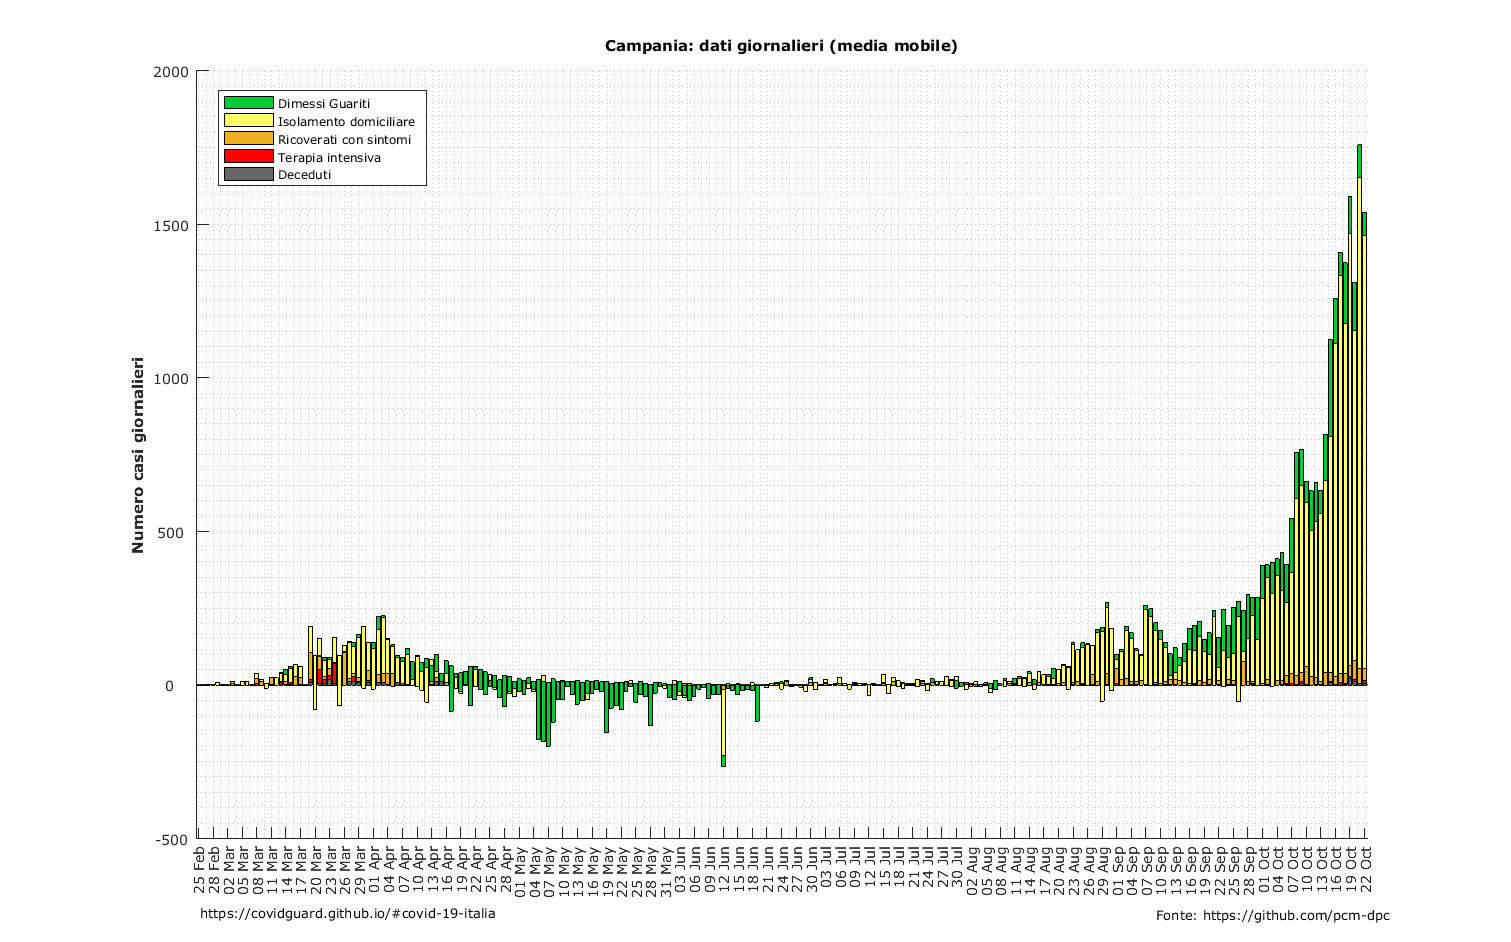 Campania: dati giornalieri (media mobile)
2000
1500
1000
500
0
-500
Numero casi giornalieri
Dimessi Guariti
Isolamento domiciliare
Ricoverati con sintomi
Terapia intensiva
Deceduti
25 Feb
28 Feb
02 Mar
05 Mar
08 Mar
11 Mar
14 Mar
17 Mar
20 Mar
23 Mar
26 Mar
29 Mar
01 Apr
04 Apr
07 Apr
10 Apr
13 Apr
16 Apr
19 Apr
22 Apr
25 Apr
28 Apr
01 May
04 May
07 May
10 May
13 May
16 May
19 May
22 May
25 May
28 May
31 May
03 Jun
06 Jun
09 Jun
12 Jun
15 Jun
18 Jun
21 Jun
24 Jun
27 Jun
30 Jun
03 Jul
06 Jul
09 Jul
12 Jul
15 Jul
18 Jul
21 Jul
24 Jul
27 Jul
30 Jul
02 Aug
05 Aug
08 Aug
11 Aug
14 Aug
17 Aug
20 Aug
23 Aug
26 Aug
29 Aug
01 Sep
04 Sep
07 Sep
10 Sep
13 Sep
16 Sep
19 Sep
22 Sep
25 Sep
28 Sep
01 Oct
04 Oct
07 Oct
10 Oct
13 Oct
16 Oct
19 Oct
22 Oct
https://covidguard.github.io/#covid-19-italia
Fonte: https://github.com/pcm-dpc